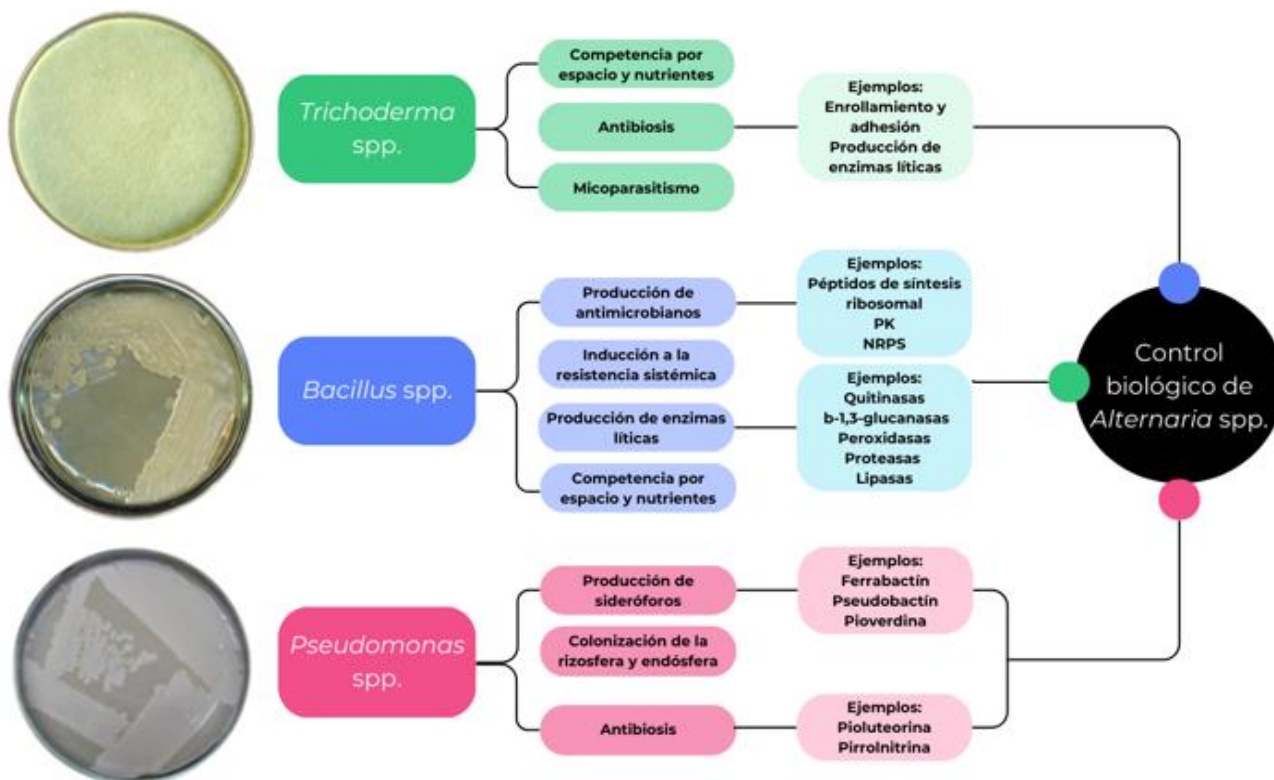 Trichoderma
spp.
Competencia por
espacio y nutrientes
Antibiosis
Micoparasitismo
Ejemplos:
Enrollamiento y
adhesión
Producción de
enzimas líticas
Bacillus spp.
Producción de
antimicrobianos
Inducción a la
resistencia sistémica
Producción de enzimas
líticas
Competencia por
espacio y nutrientes
Ejemplos:
Péptidos de síntesis
ribosomal
PK
NRPS
Ejemplos:
Quitinasas
b-1,3-glucanasas
Peroxidasas
Proteasas
Lipasas
Pseudomonas
spp.
Producción de
sideróforos
Colonización de la
rizosfera y endósfera
Antibiosis
Ejemplos:
Ferrabactín
Pseudobactín
Pioverdina
Ejemplos:
Pioluteorina
Pirrolnitrina
Control
biológico de
Alternaria spp.